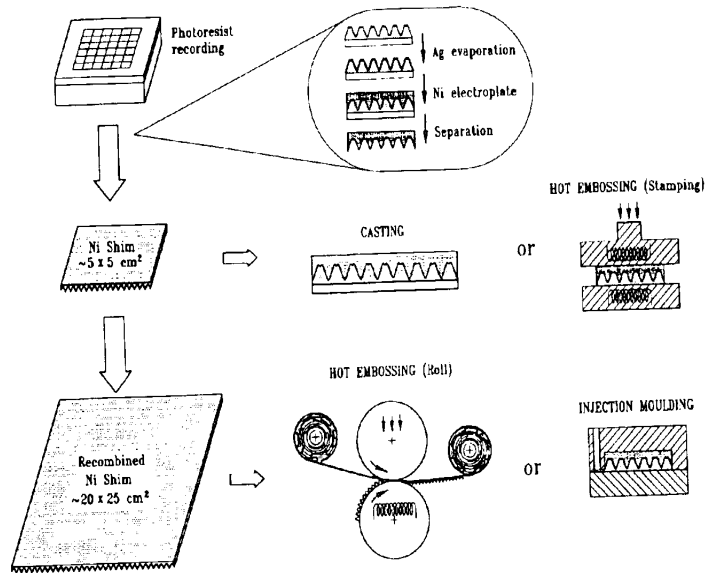 Photoresist
recording
Ag evaporation
Ni electroplate
Separation
HOT EMBOSSING (Stamping)
Ni Shim
~5 x 5 cm²
CASTING
or
HOT EMBOSSING (Roll)
INJECTION MOULDING
Recombined
Ni Shim
~20 x 25 cm²
or